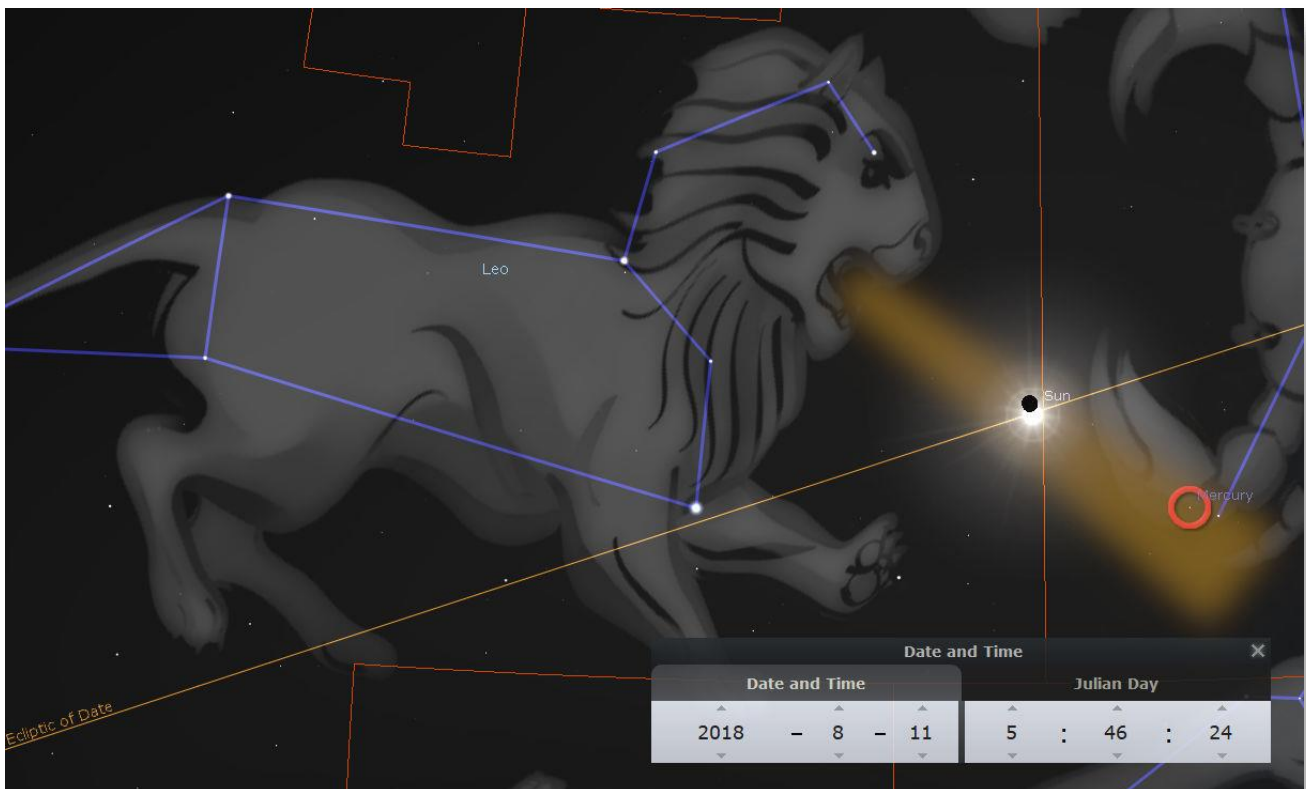 Leo
Sun
Mercury
Ecliptic of Date
Date and Time
Date and Time
Julian Day
2018 - 8 - 11 5 : 46 : 24